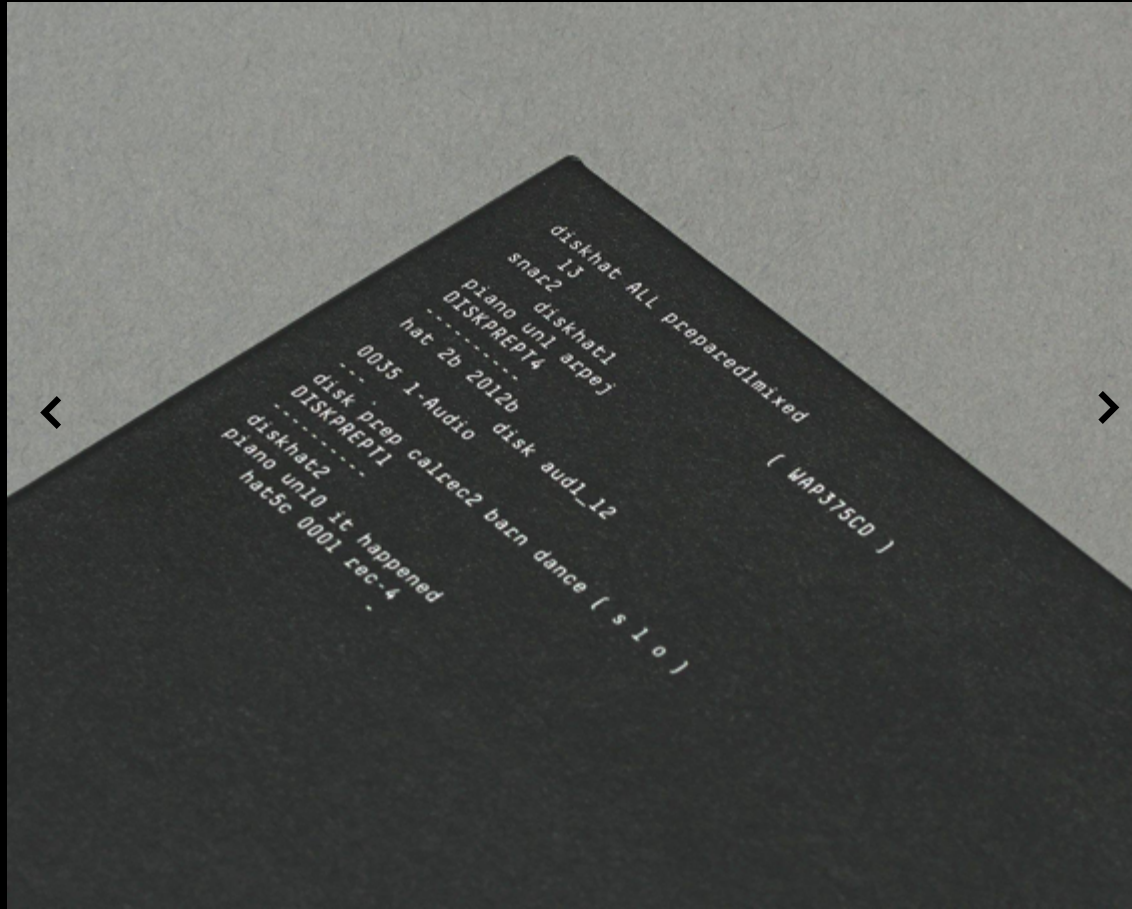 diskhat ALL prepared1mixed
13
snar2
diskhat1
piano un1 arpej
DISKPREPT4
---------
hat 2b 2012b
0035 1-Audio disk aud1_12
--- -
disk prep calrec2 barn dance ( s l o )
DISKPREPT1
---------
diskhat2
piano un10 it happened
hat5c 0001 rec-4
-
( WAP375CD )